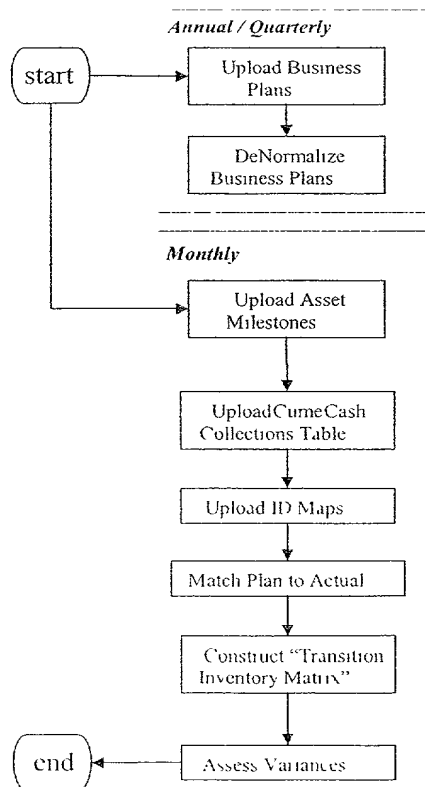 Annual / Quarterly
start
Upload Business
Plans
DeNormalize
Business Plans
Monthly
Upload Asset
Milestones
UploadCumeCash
Collections Table
Upload ID Maps
Match Plan to Actual
Construct “Transition
Inventory Matrix”
end
Assess Variances